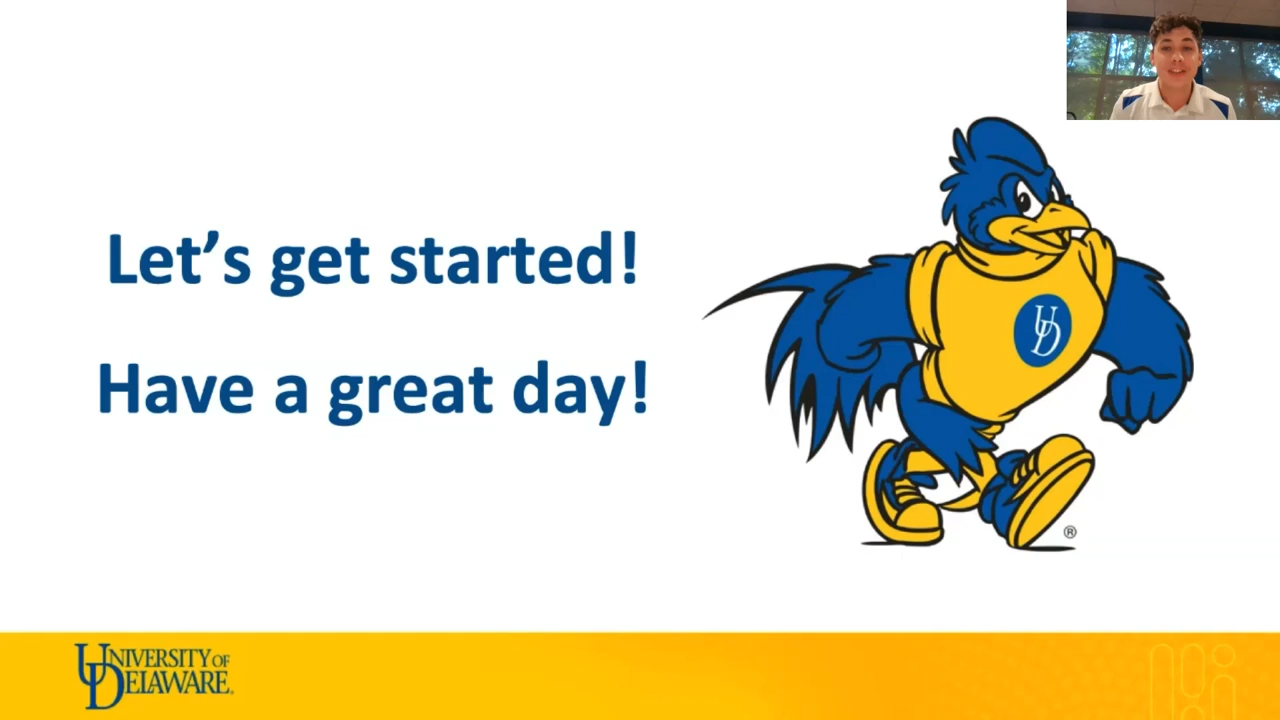 Let's get started!
Have a great day!
UD
®
UNIVERSITY OF
DELAWARE.